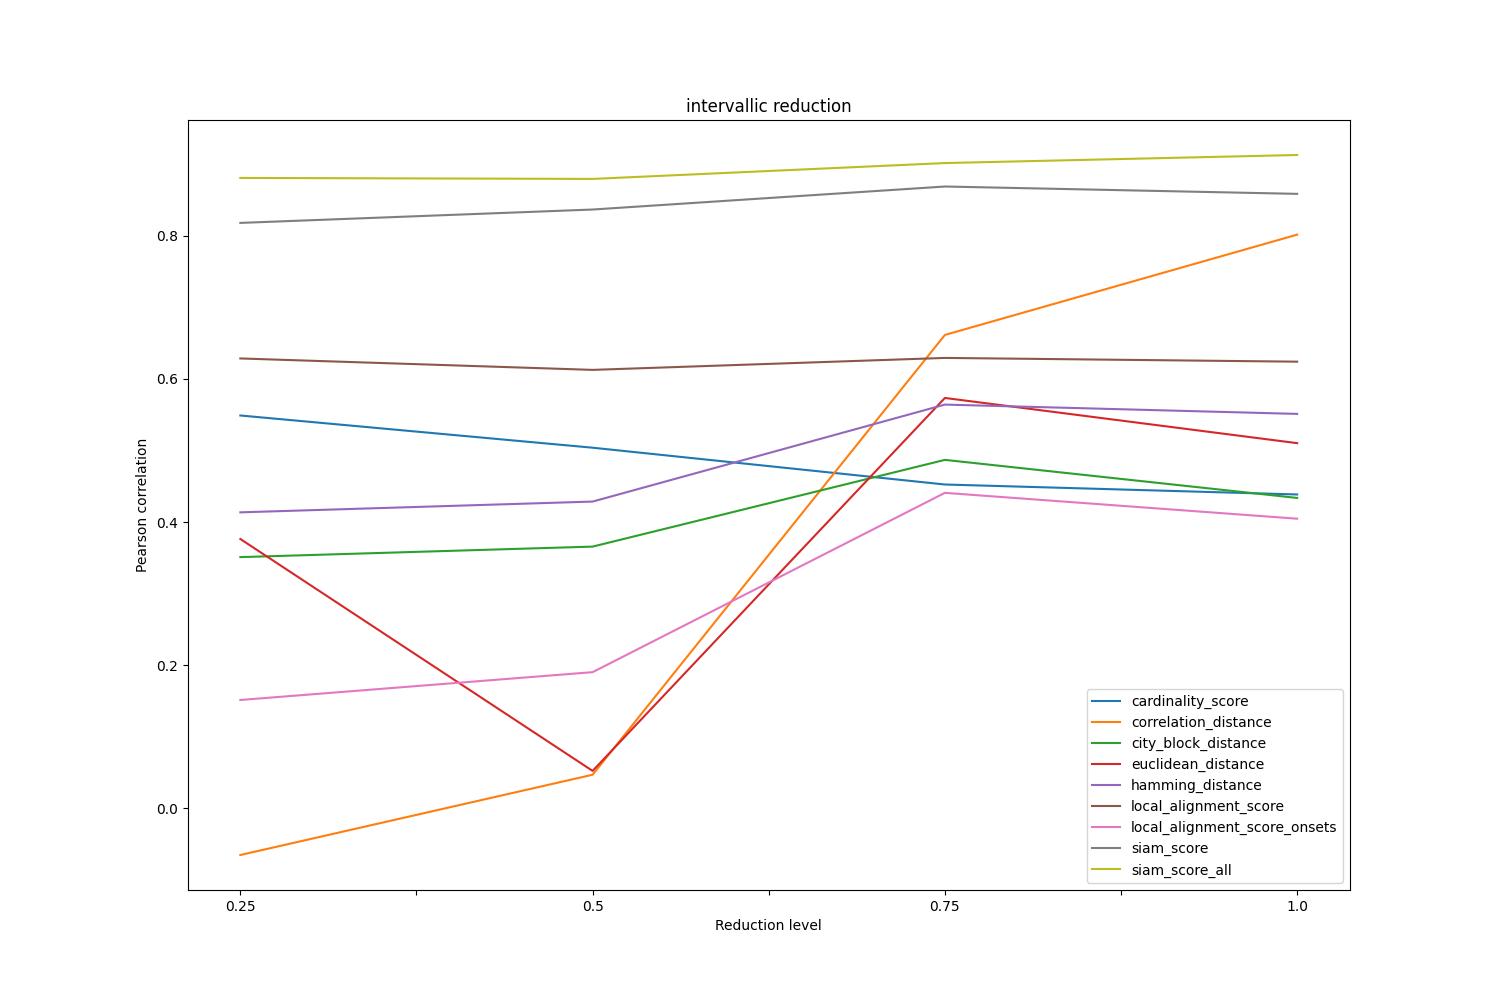 intervallic reduction
Pearson correlation
0.8
0.6
0.4
0.2
0.0
0.25 0.5 0.75 1.0
Reduction level
cardinality_score
correlation_distance
city_block_distance
euclidean_distance
hamming_distance
local_alignment_score
local_alignment_score_onsets
siam_score
siam_score_all